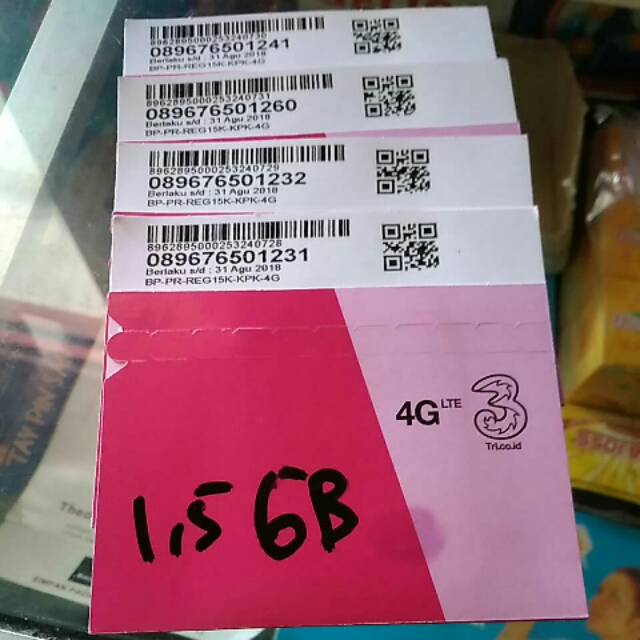 8962895000253240730
089676501241
Berlaku s/d : 31 Agu 2018
BP-PR-REG15K-KPK-4G
8962895000253240731
089676501260
Berlaku s/d : 31 Agu 2018
BP-PR-REG15K-KPK-4G
8962895000253240729
089676501232
Berlaku s/d : 31 Agu 2018
BP-PR-REG15K-KPK-4G
8962895000253240728
089676501231
Berlaku s/d : 31 Agu 2018
BP-PR-REG15K-KPK-4G
4G LTE 3
Tri.co.id
1,5 GB
TAY PIN